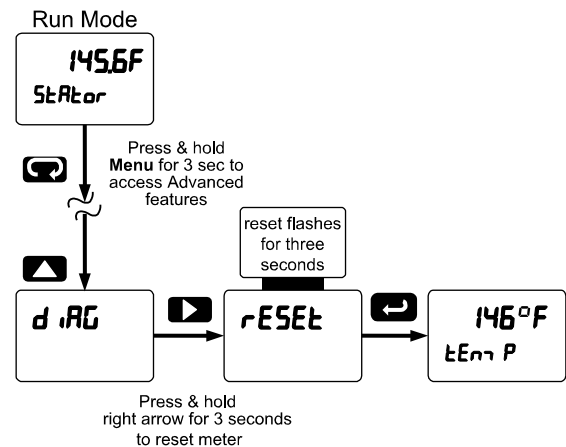 Run Mode
145.6F
StAtor
Press & hold
Menu for 3 sec to
access Advanced
features
reset flashes
for three
seconds
diAG
rESEt
146°F
tEmP
Press & hold
right arrow for 3 seconds
to reset meter